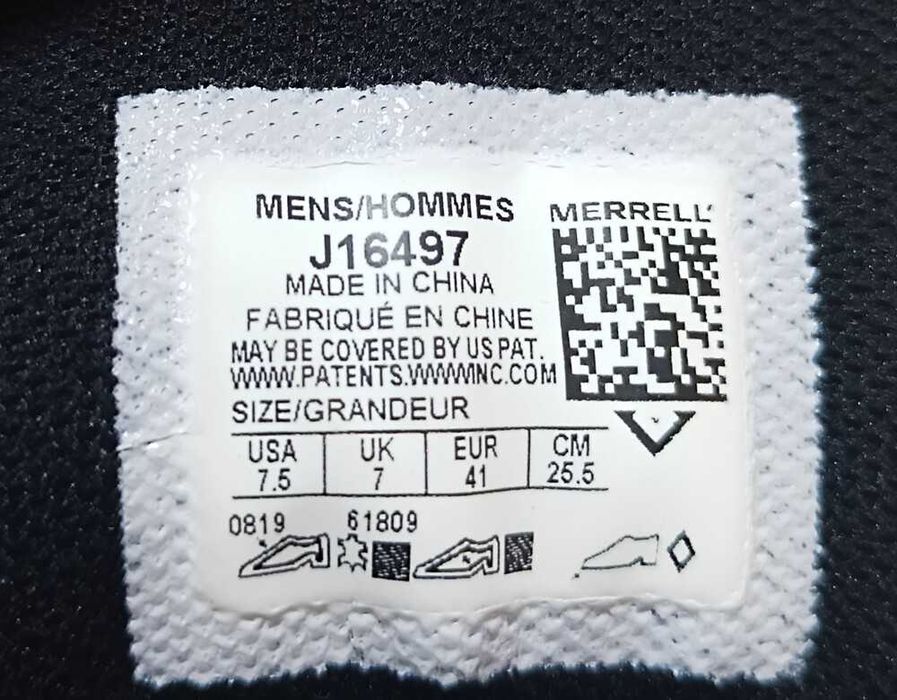 MENS/HOMMES
MERRELL
J16497
MADE IN CHINA
FABRIQUÉ EN CHINE
MAY BE COVERED BY US PAT.
WWW.PATENTS.WWWINC.COM
SIZE/GRANDEUR
USA UK EUR CM
7.5 7 41 25.5
0819 61809